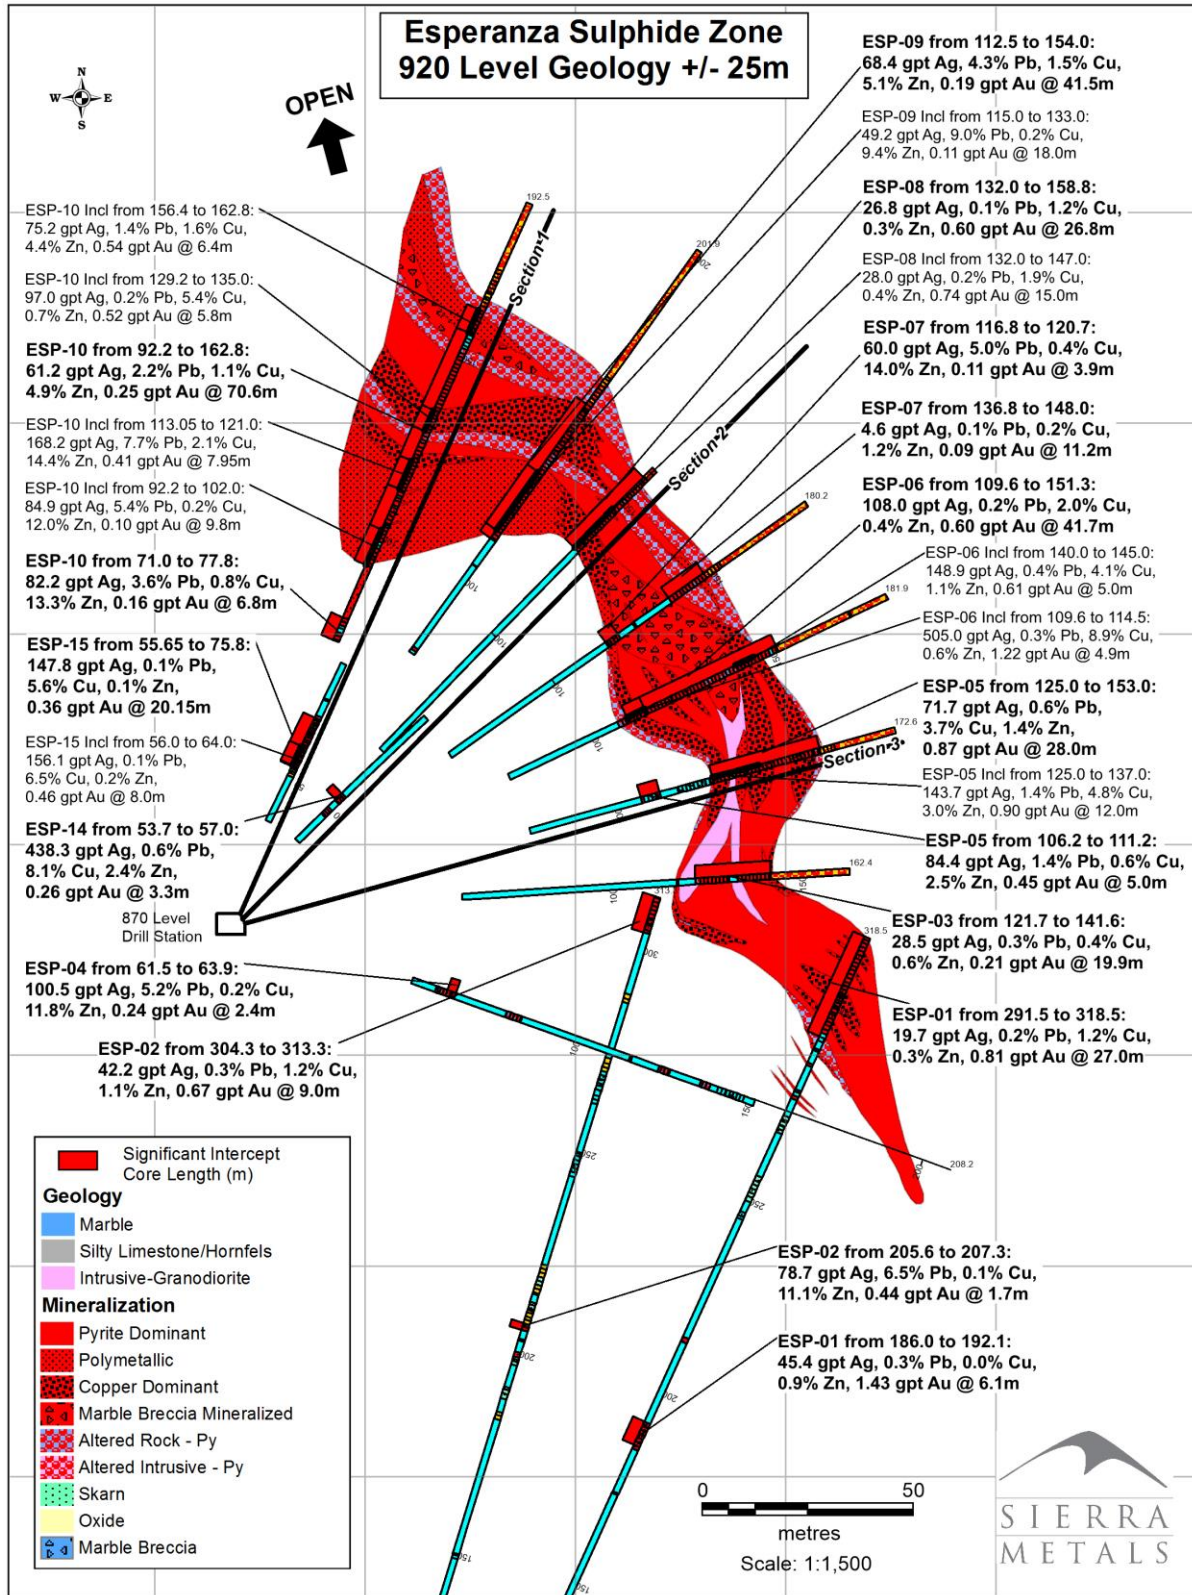 Esperanza Sulphide Zone
920 Level Geology +/- 25m
N
W
E
S
OPEN
ESP-09 from 112.5 to 154.0:
68.4 gpt Ag, 4.3% Pb, 1.5% Cu,
5.1% Zn, 0.19 gpt Au @ 41.5m
ESP-09 Incl from 115.0 to 133.0:
49.2 gpt Ag, 9.0% Pb, 0.2% Cu,
9.4% Zn, 0.11 gpt Au @ 18.0m
ESP-08 from 132.0 to 158.8:
26.8 gpt Ag, 0.1% Pb, 1.2% Cu,
0.3% Zn, 0.60 gpt Au @ 26.8m
ESP-08 Incl from 132.0 to 147.0:
28.0 gpt Ag, 0.2% Pb, 1.9% Cu,
0.4% Zn, 0.74 gpt Au @ 15.0m
ESP-07 from 116.8 to 120.7:
60.0 gpt Ag, 5.0% Pb, 0.4% Cu,
14.0% Zn, 0.11 gpt Au @ 3.9m
ESP-07 from 136.8 to 148.0:
4.6 gpt Ag, 0.1% Pb, 0.2% Cu,
1.2% Zn, 0.09 gpt Au @ 11.2m
ESP-06 from 109.6 to 151.3:
108.0 gpt Ag, 0.2% Pb, 2.0% Cu,
0.4% Zn, 0.60 gpt Au @ 41.7m
ESP-06 Incl from 140.0 to 145.0:
148.9 gpt Ag, 0.4% Pb, 4.1% Cu,
1.1% Zn, 0.61 gpt Au @ 5.0m
ESP-06 Incl from 109.6 to 114.5:
505.0 gpt Ag, 0.3% Pb, 8.9% Cu,
0.6% Zn, 1.22 gpt Au @ 4.9m
ESP-05 from 125.0 to 153.0:
71.7 gpt Ag, 0.6% Pb,
3.7% Cu, 1.4% Zn,
0.87 gpt Au @ 28.0m
ESP-05 Incl from 125.0 to 137.0:
143.7 gpt Ag, 1.4% Pb, 4.8% Cu,
3.0% Zn, 0.90 gpt Au @ 12.0m
ESP-05 from 106.2 to 111.2:
84.4 gpt Ag, 1.4% Pb, 0.6% Cu,
2.5% Zn, 0.45 gpt Au @ 5.0m
ESP-03 from 121.7 to 141.6:
28.5 gpt Ag, 0.3% Pb, 0.4% Cu,
0.6% Zn, 0.21 gpt Au @ 19.9m
ESP-01 from 291.5 to 318.5:
19.7 gpt Ag, 0.2% Pb, 1.2% Cu,
0.3% Zn, 0.81 gpt Au @ 27.0m
ESP-02 from 205.6 to 207.3:
78.7 gpt Ag, 6.5% Pb, 0.1% Cu,
11.1% Zn, 0.44 gpt Au @ 1.7m
ESP-01 from 186.0 to 192.1:
45.4 gpt Ag, 0.3% Pb, 0.0% Cu,
0.9% Zn, 1.43 gpt Au @ 6.1m
ESP-10 Incl from 156.4 to 162.8:
75.2 gpt Ag, 1.4% Pb, 1.6% Cu,
4.4% Zn, 0.54 gpt Au @ 6.4m
ESP-10 Incl from 129.2 to 135.0:
97.0 gpt Ag, 0.2% Pb, 5.4% Cu,
0.7% Zn, 0.52 gpt Au @ 5.8m
ESP-10 from 92.2 to 162.8:
61.2 gpt Ag, 2.2% Pb, 1.1% Cu,
4.9% Zn, 0.25 gpt Au @ 70.6m
ESP-10 Incl from 113.05 to 121.0:
168.2 gpt Ag, 7.7% Pb, 2.1% Cu,
14.4% Zn, 0.41 gpt Au @ 7.95m
ESP-10 Incl from 92.2 to 102.0:
84.9 gpt Ag, 5.4% Pb, 0.2% Cu,
12.0% Zn, 0.10 gpt Au @ 9.8m
ESP-10 from 71.0 to 77.8:
82.2 gpt Ag, 3.6% Pb, 0.8% Cu,
13.3% Zn, 0.16 gpt Au @ 6.8m
ESP-15 from 55.65 to 75.8:
147.8 gpt Ag, 0.1% Pb,
5.6% Cu, 0.1% Zn,
0.36 gpt Au @ 20.15m
ESP-15 Incl from 56.0 to 64.0:
156.1 gpt Ag, 0.1% Pb,
6.5% Cu, 0.2% Zn,
0.46 gpt Au @ 8.0m
ESP-14 from 53.7 to 57.0:
438.3 gpt Ag, 0.6% Pb,
8.1% Cu, 2.4% Zn,
0.26 gpt Au @ 3.3m
870 Level
Drill Station
ESP-04 from 61.5 to 63.9:
100.5 gpt Ag, 5.2% Pb, 0.2% Cu,
11.8% Zn, 0.24 gpt Au @ 2.4m
ESP-02 from 304.3 to 313.3:
42.2 gpt Ag, 0.3% Pb, 1.2% Cu,
1.1% Zn, 0.67 gpt Au @ 9.0m
Section 1
Section 2
Section 3
192.5
201.9
180.2
181.9
172.6
162.4
318.5
208.2
100
100
100
100
100
100
100
150
200
300
250
200
150
250
200
150
Significant Intercept
Core Length (m)
Geology
Marble
Silty Limestone/Hornfels
Intrusive-Granodiorite
Mineralization
Pyrite Dominant
Polymetallic
Copper Dominant
Marble Breccia Mineralized
Altered Rock - Py
Altered Intrusive - Py
Skarn
Oxide
Marble Breccia
0
50
metres
Scale: 1:1,500
SIERRA
METALS